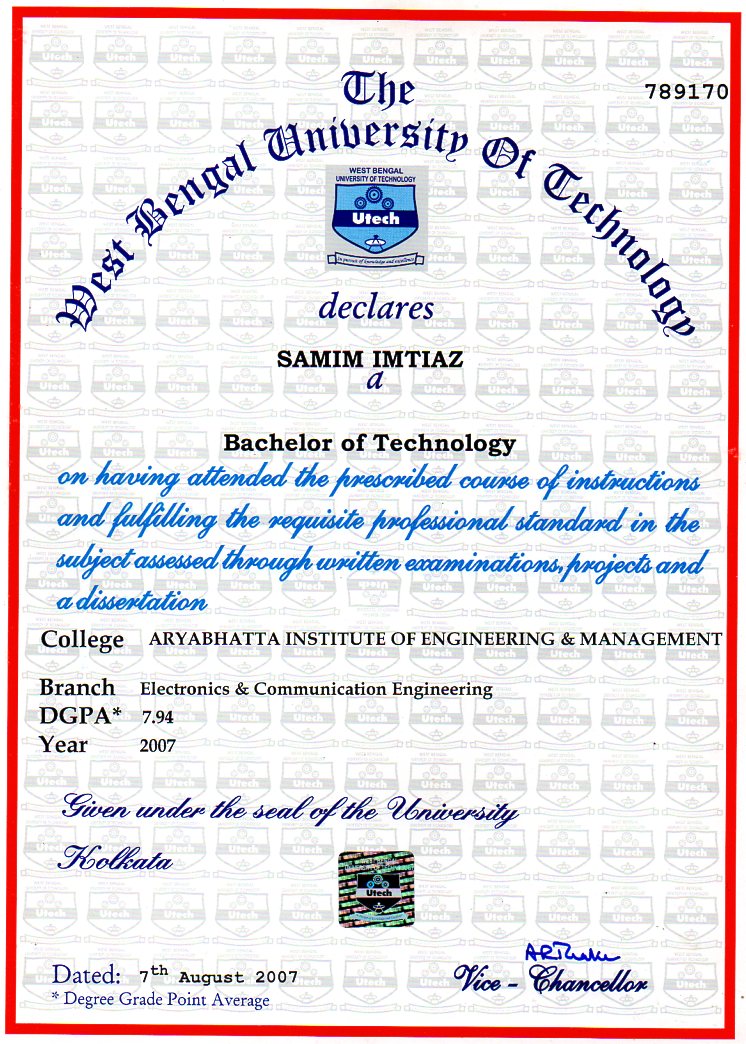 789170
The
West Bengal University Of Technology
WEST BENGAL
UNIVERSITY OF TECHNOLOGY
Utech
In pursuit of knowledge and excellence
declares
SAMIM IMTIAZ
a
Bachelor of Technology
on having attended the prescribed course of instructions
and fulfilling the requisite professional standard in the
subject assessed through written examinations, projects and
a dissertation
College ARYABHATTA INSTITUTE OF ENGINEERING & MANAGEMENT
Branch Electronics & Communication Engineering
DGPA* 7.94
Year 2007
Given under the seal of the University
Kolkata
Utech
Dated: 7th August 2007
Vice - Chancellor
* Degree Grade Point Average